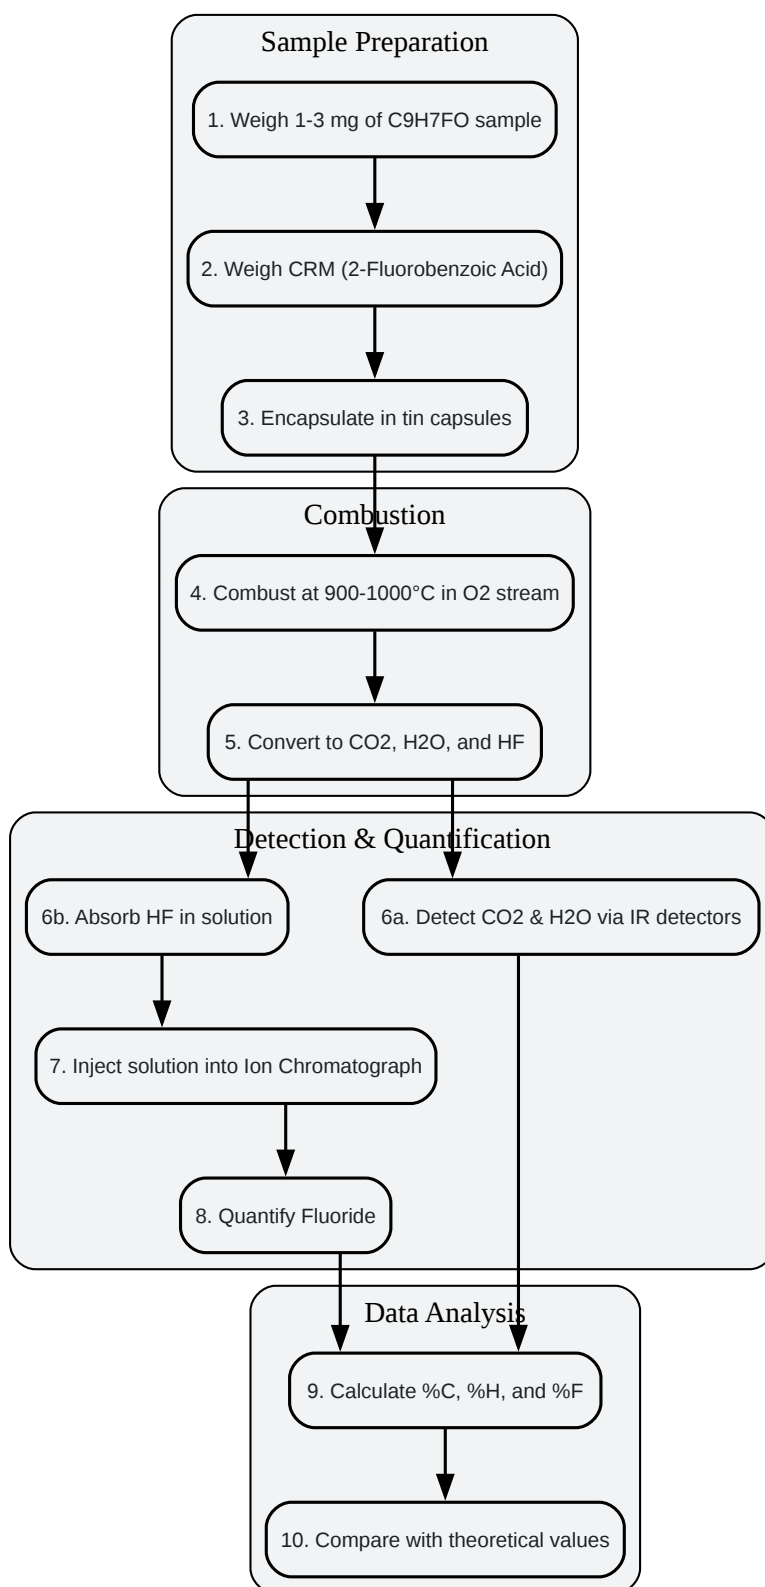 Sample Preparation
1. Weigh 1-3 mg of C9H7FO sample
2. Weigh CRM (2-Fluorobenzoic Acid)
3. Encapsulate in tin capsules
Combustion
4. Combust at 900-1000°C in O2 stream
5. Convert to CO2, H2O, and HF
Detection & Quantification
6b. Absorb HF in solution
6a. Detect CO2 & H2O via IR detectors
7. Inject solution into Ion Chromatograph
8. Quantify Fluoride
Data Analysis
9. Calculate %C, %H, and %F
10. Compare with theoretical values